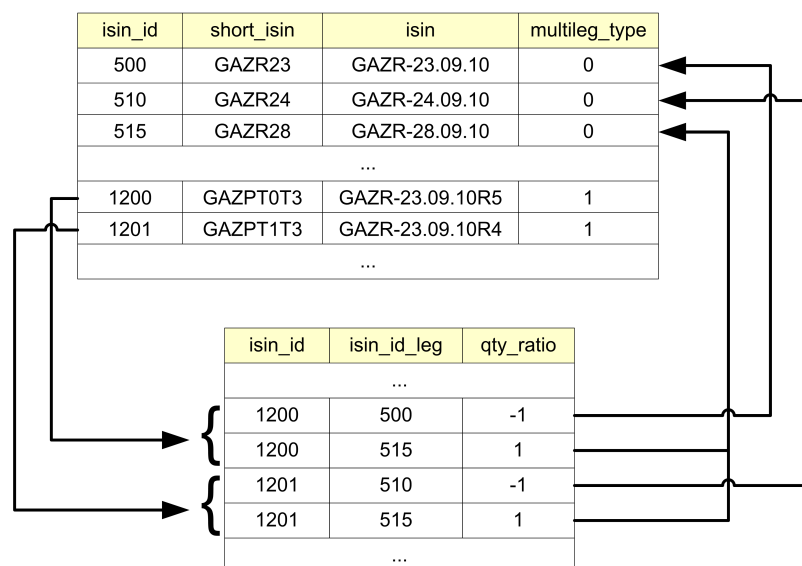 isin_id short_isin isin multileg_type
500 GAZR23 GAZR-23.09.10 0
510 GAZR24 GAZR-24.09.10 0
515 GAZR28 GAZR-28.09.10 0
...
1200 GAZPT0T3 GAZR-23.09.10R5 1
1201 GAZPT1T3 GAZR-23.09.10R4 1
...
isin_id isin_id_leg qty_ratio
...
1200 500 -1
1200 515 1
1201 510 -1
1201 515 1
...